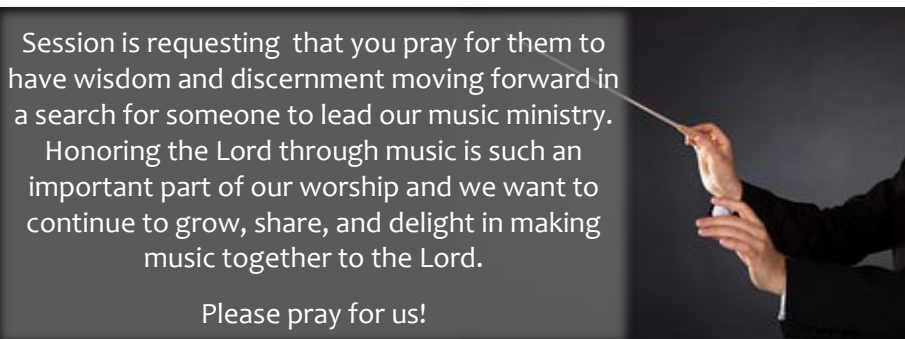 Session is requesting  that you pray for them to
have wisdom and discernment moving forward in
a search for someone to lead our music ministry.
Honoring the Lord through music is such an
important part of our worship and we want to
continue to grow, share, and delight in making
music together to the Lord.
Please pray for us!